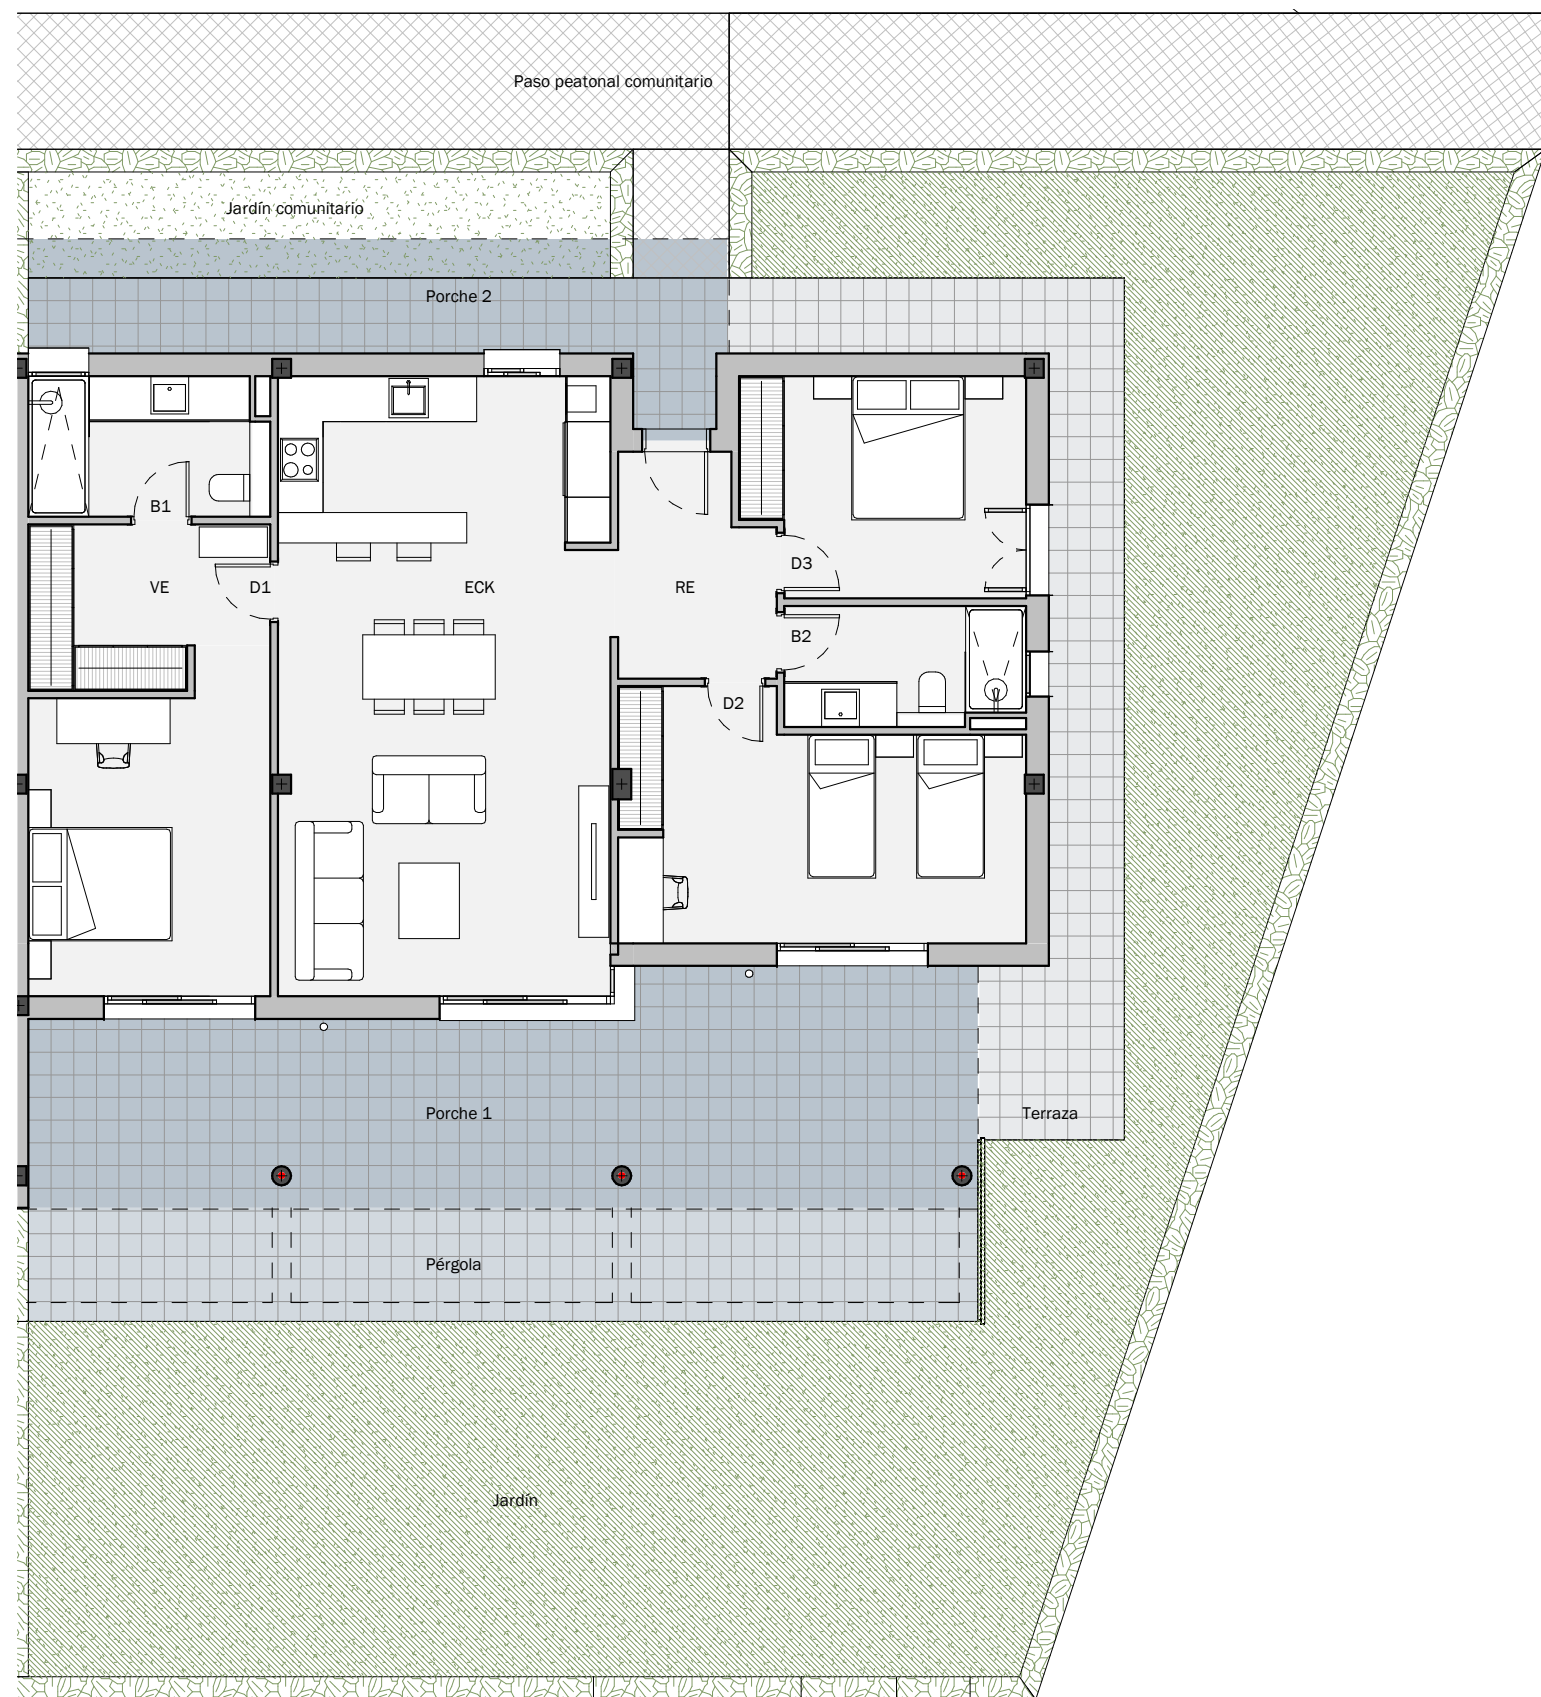 Paso peatonal comunitario
Jardín comunitario
Porche 2
B1
D3
VE
D1
ECK
RE
B2
D2
Porche 1
Terraza
Pérgola
Jardín